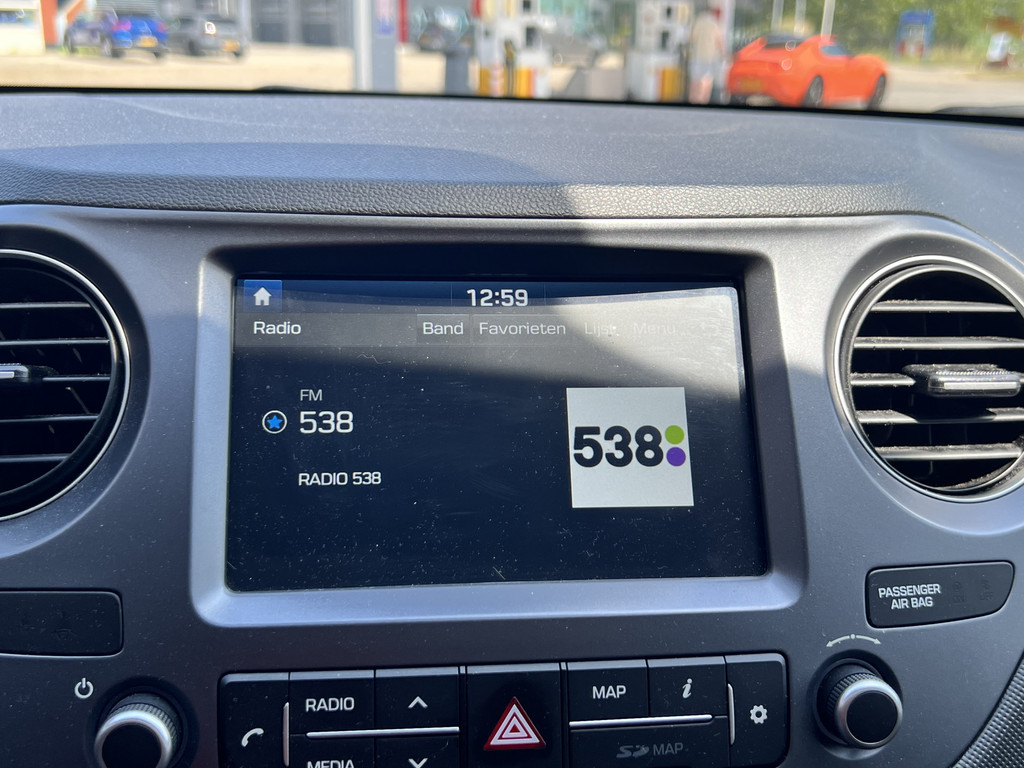 12:59
Radio
Band Favorieten Lijst Menu
FM
538
RADIO 538
538
PASSENGER
AIR BAG
RADIO
MAP
i
MEDIA
SD MAP